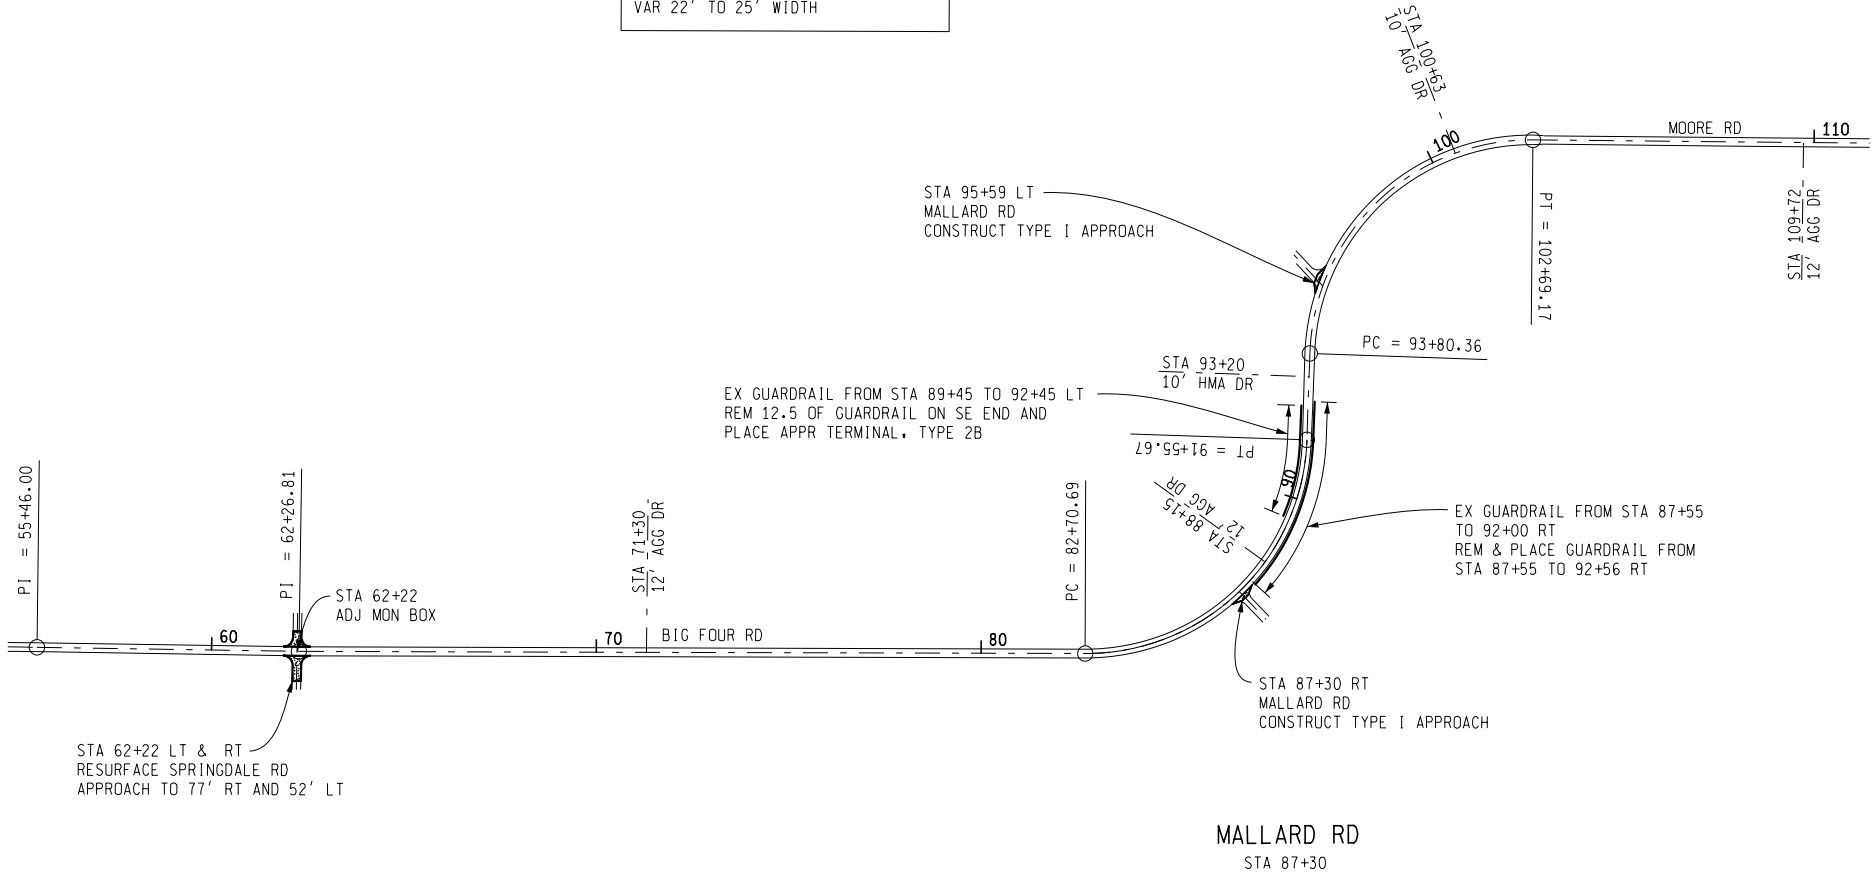 VAR 22' TO 25' WIDTH
STA 100+63
10' AGG DR
100
MOORE RD
110
STA 95+59 LT
MALLARD RD
CONSTRUCT TYPE I APPROACH
PT = 102+69.17
STA 109+72
12' AGG DR
PC = 93+80.36
STA 93+20
10' HMA DR
EX GUARDRAIL FROM STA 89+45 TO 92+45 LT
REM 12.5 OF GUARDRAIL ON SE END AND
PLACE APPR TERMINAL, TYPE 2B
PT = 91+55.67
90
STA 88+15
12' AGG DR
EX GUARDRAIL FROM STA 87+55
TO 92+00 RT
REM & PLACE GUARDRAIL FROM
STA 87+55 TO 92+56 RT
PI = 55+46.00
PI = 62+26.81
STA 71+30
12' AGG DR
PC = 82+70.69
STA 62+22
ADJ MON BOX
60
70
BIG FOUR RD
80
STA 87+30 RT
MALLARD RD
CONSTRUCT TYPE I APPROACH
STA 62+22 LT & RT
RESURFACE SPRINGDALE RD
APPROACH TO 77' RT AND 52' LT
MALLARD RD
STA 87+30